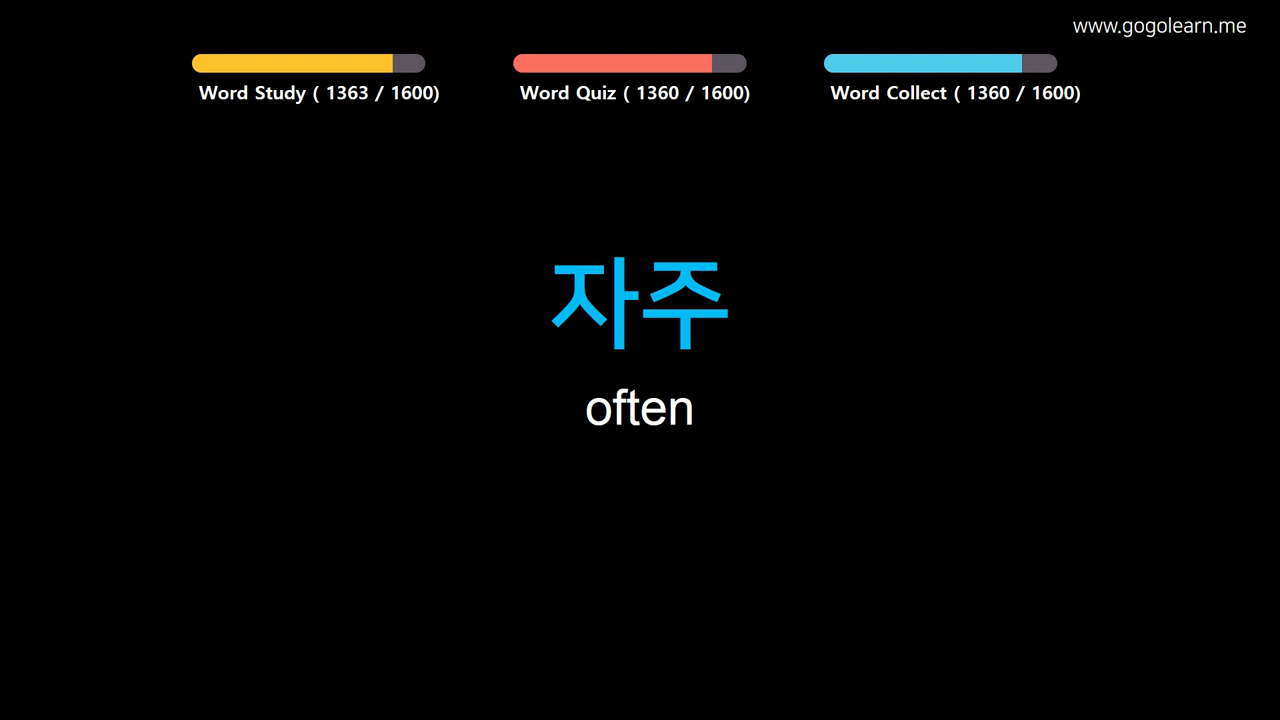 www.gogolearn.me
Word Study ( 1363 / 1600)
Word Quiz ( 1360 / 1600)
Word Collect ( 1360 / 1600)
자주
often